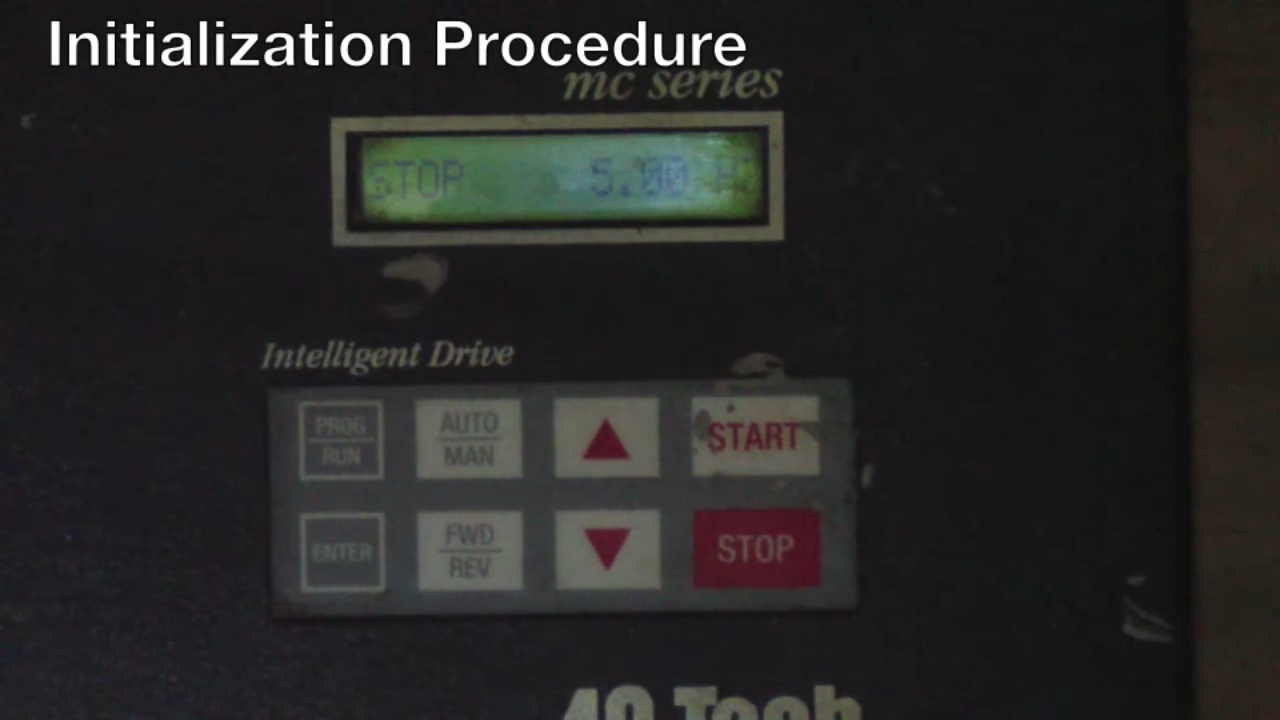 Initialization Procedure
mc series
STOP 5.00 H
Intelligent Drive
PROG
RUN
AUTO
MAN
START
ENTER
FWD
REV
STOP